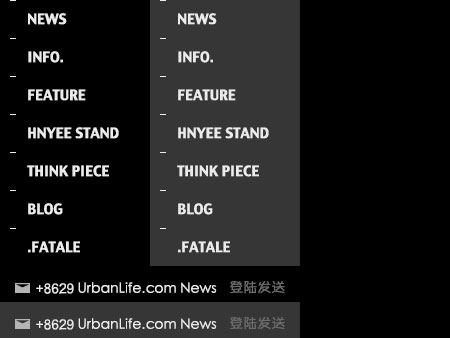 NEWS NEWS
INFO. INFO.
FEATURE FEATURE
HNYEE STAND HNYEE STAND
THINK PIECE THINK PIECE
BLOG BLOG
.FATALE .FATALE
+8629 UrbanLife.com News 登陆发送
+8629 UrbanLife.com News 登陆发送